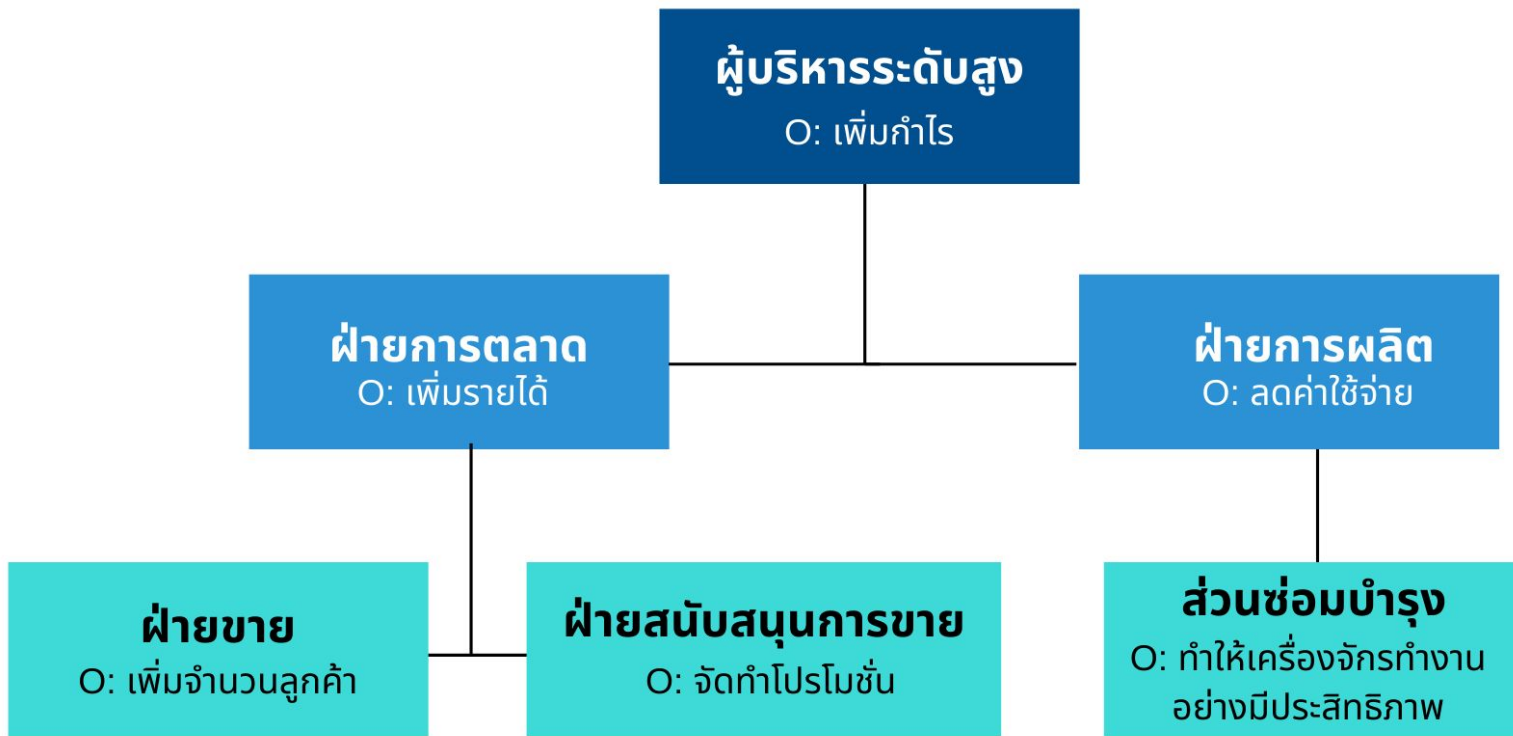 ผู้บริหารระดับสูง
O: เพิ่มกำไร
ฝ่ายการตลาด
O: เพิ่มรายได้
ฝ่ายการผลิต
O: ลดค่าใช้จ่าย
ฝ่ายขาย
O: เพิ่มจำนวนลูกค้า
ฝ่ายสนับสนุนการขาย
O: จัดทำโปรโมชั่น
ส่วนซ่อมบำรุง
O: ทำให้เครื่องจักรทำงาน
อย่างมีประสิทธิภาพ